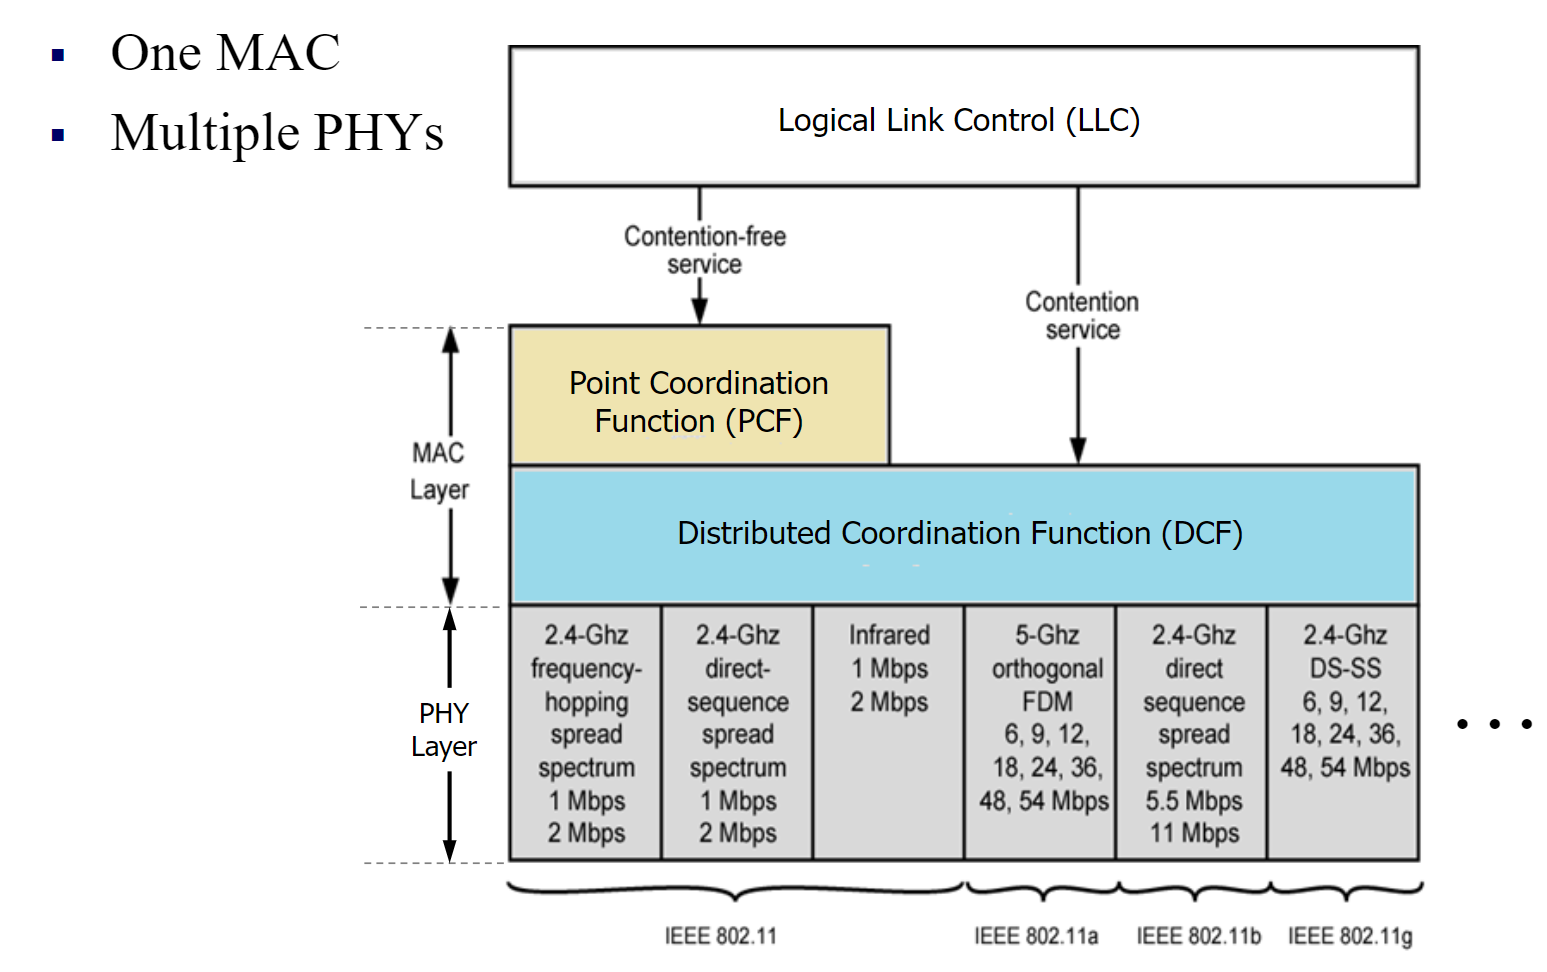 One MAC
Multiple PHYs
Logical Link Control (LLC)
Contention-free
service
Contention
service
Point Coordination
Function (PCF)
MAC
Layer
Distributed Coordination Function (DCF)
PHY
Layer
2.4-Ghz
frequency-
hopping
spread
spectrum
1 Mbps
2 Mbps
2.4-Ghz
direct-
sequence
spread
spectrum
1 Mbps
2 Mbps
Infrared
1 Mbps
2 Mbps
5-Ghz
orthogonal
FDM
6, 9, 12,
18, 24, 36,
48, 54 Mbps
2.4-Ghz
direct
sequence
spread
spectrum
5.5 Mbps
11 Mbps
2.4-Ghz
DS-SS
6, 9, 12,
18, 24, 36,
48, 54 Mbps
. . .
IEEE 802.11
IEEE 802.11a
IEEE 802.11b
IEEE 802.11g